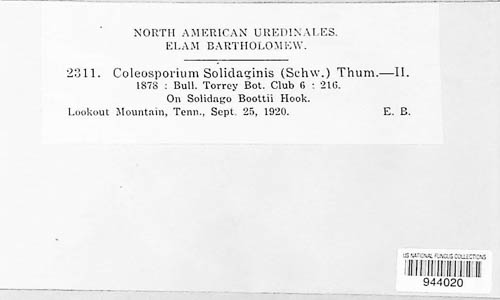 NORTH AMERICAN UREDINALES.
ELAM BARTHOLOMEW.
2311. Coleosporium Solidaginis (Schw.) Thum.—II.
1878 : Bull. Torrey Bot. Club 6 : 216.
On Solidago Boottii Hook.
Lookout Mountain, Tenn., Sept. 25, 1920. E. B.
US NATIONAL FUNGUS COLLECTIONS
944020